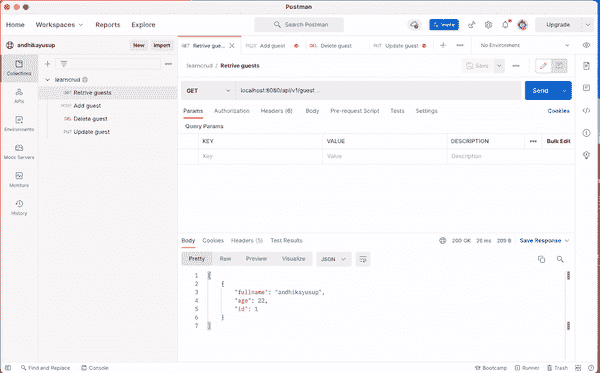 Postman
Home Workspaces Reports Explore Search Postman Invite Upgrade
andhikayusup New Import
GET Retrive gues... POST Add guest DEL Delete guest PUT Update guest No Environment
Collections
learncrud
learncrud / Retrive guests Save
GET Retrive guests
POST Add guest
DEL Delete guest
PUT Update guest
APIs
Environments
Mock Servers
Monitors
History
GET localhost:8080/api/v1/guest Send
Params Authorization Headers (6) Body Pre-request Script Tests Settings Cookies
Query Params
KEY VALUE DESCRIPTION Bulk Edit
Key Value Description
Body Cookies Headers (5) Test Results 200 OK 26 ms 209 B Save Response
Pretty Raw Preview Visualize JSON
1 [
2 {
3 "fullname": "andhikayusup",
4 "age": 22,
5 "id": 1
6 }
7 ]
Find and Replace Console Bootcamp Runner Trash